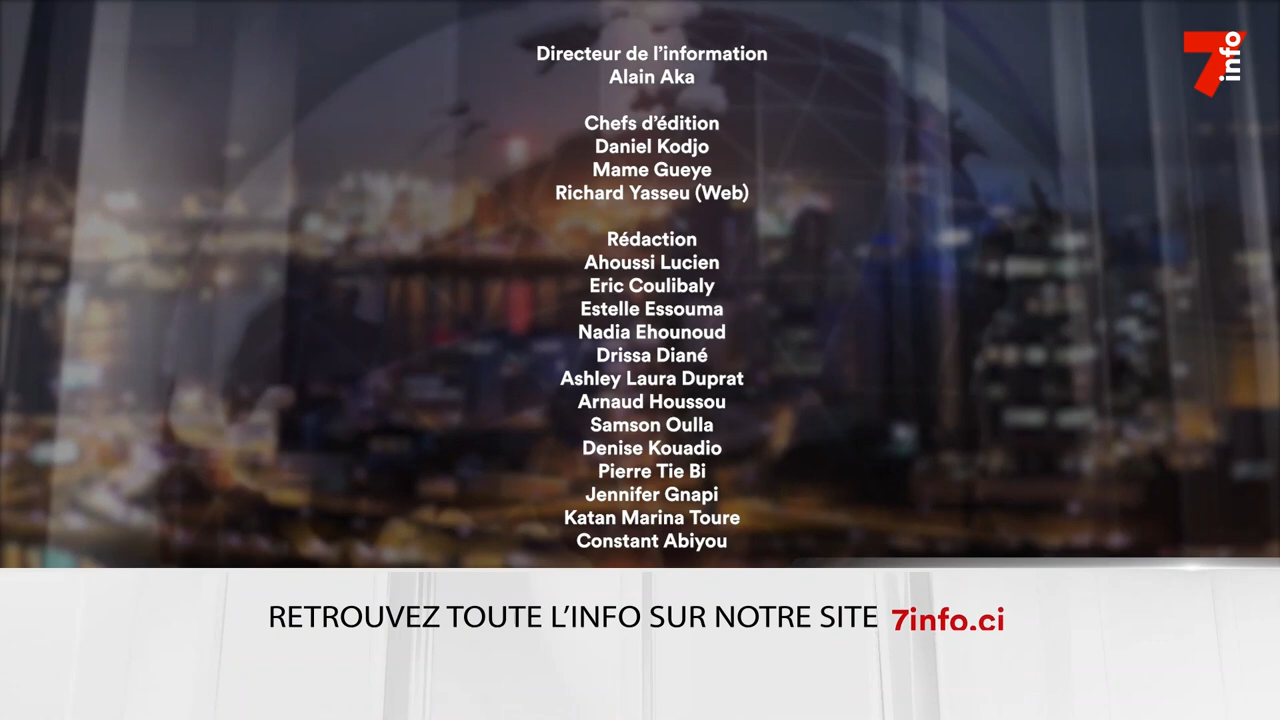 Directeur de l'information
Alain Aka
Chefs d'édition
Daniel Kodjo
Mame Gueye
Richard Yasseu (Web)
Rédaction
Ahoussi Lucien
Eric Coulibaly
Estelle Essouma
Nadia Ehounoud
Drissa Diané
Ashley Laura Duprat
Arnaud Houssou
Samson Oulla
Denise Kouadio
Pierre Tie Bi
Jennifer Gnapi
Katan Marina Toure
Constant Abiyou
7info
RETROUVEZ TOUTE L'INFO SUR NOTRE SITE 7info.ci